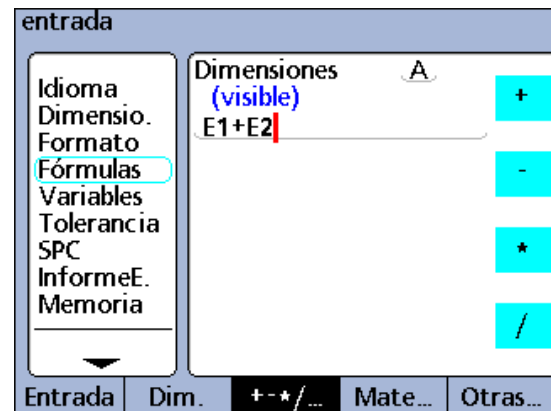 entrada
Idioma
Dimensio.
Formato
Fórmulas
Variables
Tolerancia
SPC
InformeE.
Memoria
Dimensiones A
(visible)
E1+E2
+
-
*
/
Entrada Dim. +-*/... Mate... Otras...